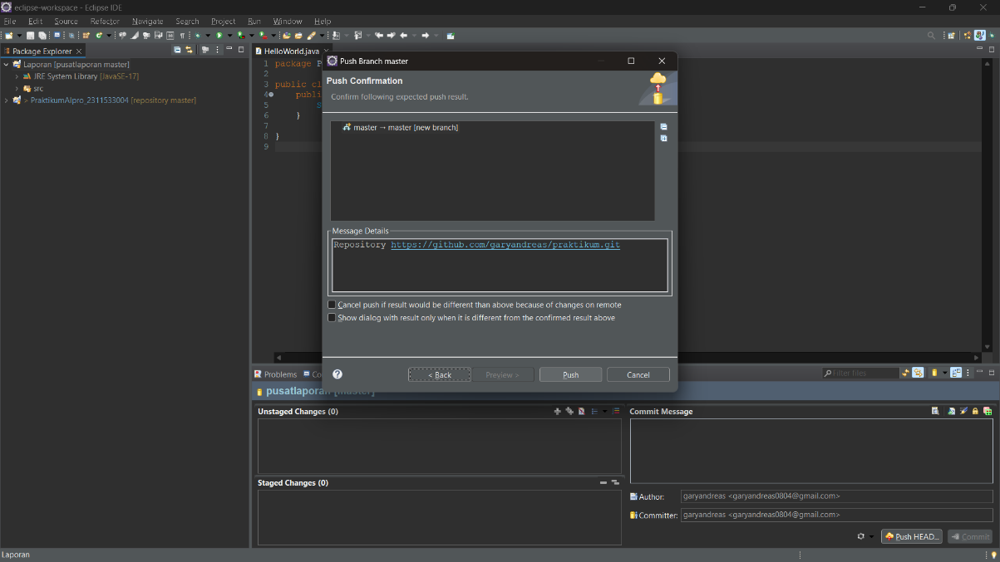 eclipse-workspace - Eclipse IDE
File Edit Source Refactor Navigate Search Project Run Window Help
Package Explorer
Laporan [pusatlaporan master]
JRE System Library [JavaSE-17]
src
> PraktikumAlpro_2311533004 [repository master]
HelloWorld.java
1 package P
2
3 public cl
4 publi
5 S
6 }
7
8 }
9
Push Branch master
Push Confirmation
Confirm following expected push result.
master → master [new branch]
Message Details
Repository https://github.com/garyandreas/praktikum.git
Cancel push if result would be different than above because of changes on remote
Show dialog with result only when it is different from the confirmed result above
< Back Preview > Push Cancel
Problems Co
Filter files
pusatlaporan [master]
Unstaged Changes (0)
Staged Changes (0)
Commit Message
Author: garyandreas <garyandreas0804@gmail.com>
Committer: garyandreas <garyandreas0804@gmail.com>
Push HEAD... Commit
Laporan